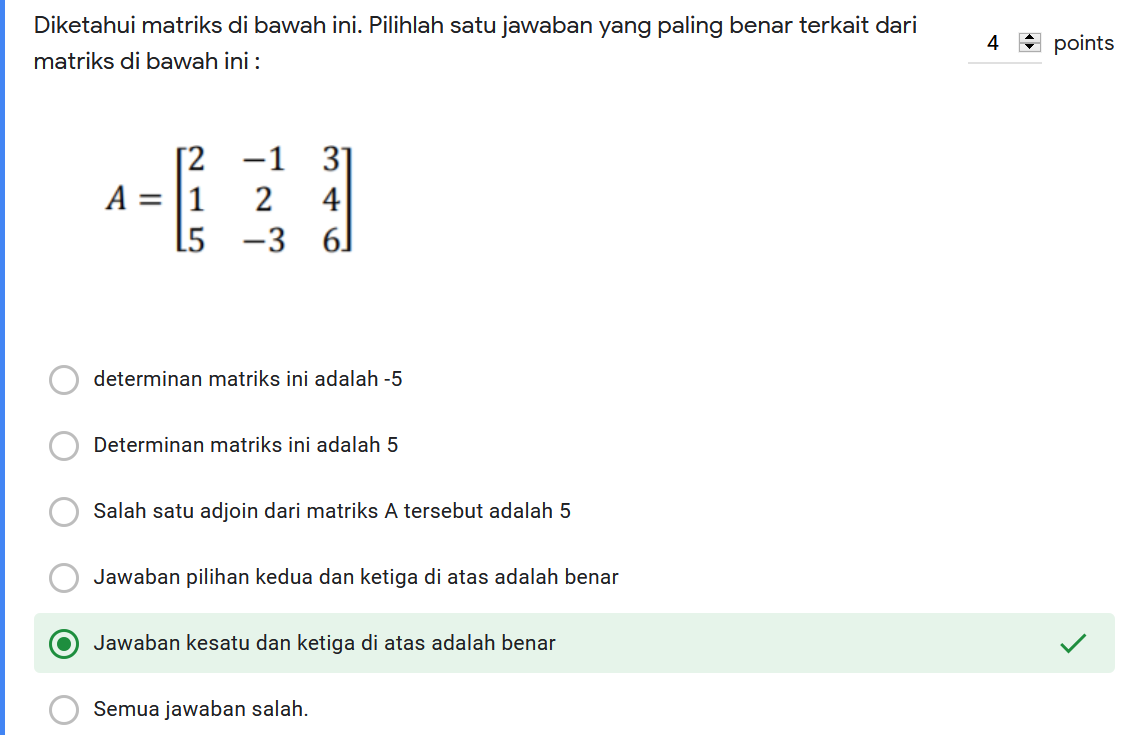 Diketahui matriks di bawah ini. Pilihlah satu jawaban yang paling benar terkait dari
matriks di bawah ini :
4 points
A = [2 −1 3]
[1 2 4]
[5 −3 6]
determinan matriks ini adalah -5
Determinan matriks ini adalah 5
Salah satu adjoin dari matriks A tersebut adalah 5
Jawaban pilihan kedua dan ketiga di atas adalah benar
Jawaban kesatu dan ketiga di atas adalah benar
Semua jawaban salah.